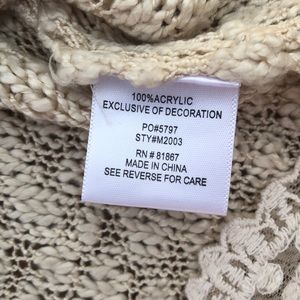 100%ACRYLIC
EXCLUSIVE OF DECORATION
PO#5797
STY#M2003
RN # 81867
MADE IN CHINA
SEE REVERSE FOR CARE